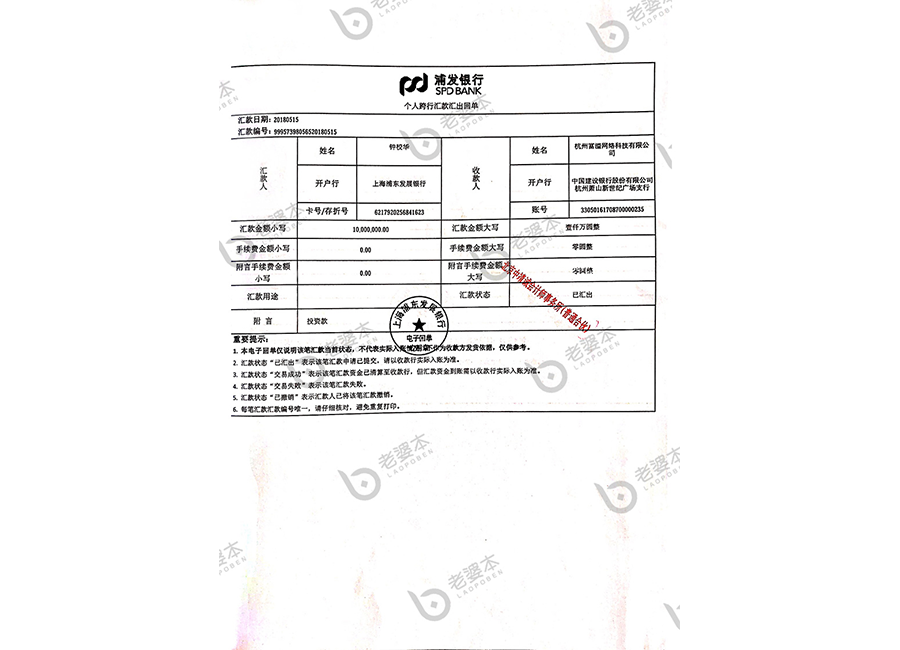 浦发银行
SPD BANK
个人跨行汇款汇出回单
汇款日期：20180515
汇款编号：99957398056520180515
汇款人
姓名
钟校华
收款人
姓名
杭州富溢网络科技有限公
司
开户行
上海浦东发展银行
开户行
中国建设银行股份有限公司
杭州萧山新世纪广场支行
卡号/存折号
6217920256841623
账号
33050161708700000235
汇款金额小写
10,000,000.00
汇款金额大写
壹仟万圆整
手续费金额小写
0.00
手续费金额大写
零圆整
附言手续费金额
小写
0.00
附言手续费金额
大写
零圆整
汇款用途
汇款状态
已汇出
附 言
投资款
上海浦东发展银行
电子回单
北京中清诚会计师事务所(普通合伙)
重要提示：
1. 本电子回单仅说明该笔汇款当前状态，不代表实际入账情况，不作为收款方发货依据，仅供参考。
2. 汇款状态“已汇出”表示该笔汇款申请已提交，请以收款行实际入账为准。
3. 汇款状态“交易成功”表示汇款资金已清算至收款行，但汇款资金到账需以收款行实际入账为准。
4. 汇款状态“交易失败”表示该笔汇款失败。
5. 汇款状态“已撤销”表示汇款人已将该笔汇款撤销。
6. 每笔汇款汇款编号唯一，请仔细核对，避免重复打印。
老婆本
LAOPOBEN